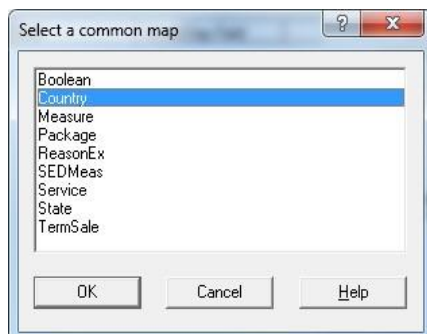 Select a common map
?
X
Boolean
Country
Measure
Package
ReasonEx
SEDMeas
Service
State
TermSale
OK Cancel Help